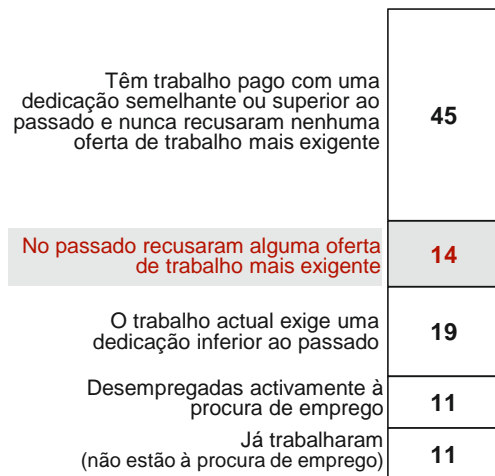 Têm trabalho pago com uma
dedicação semelhante ou superior ao
passado e nunca recusaram nenhuma
oferta de trabalho mais exigente
45
No passado recusaram alguma oferta
de trabalho mais exigente
14
O trabalho actual exige uma
dedicação inferior ao passado
19
Desempregadas activamente à
procura de emprego
11
Já trabalharam
(não estão à procura de emprego)
11